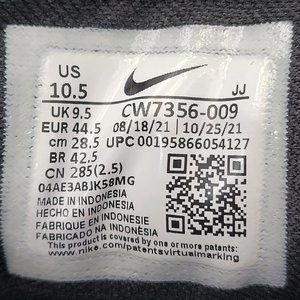 US
10.5
JJ
UK 9.5 CW7356-009
EUR 44.5 08/18/21 10/25/21
cm 28.5 UPC 00195866054127
BR 42.5
CN 285(2.5)
04AE3ABJK58MG
MADE IN INDONESIA
HECHO EN INDONESIA
FABRIQUE EN INDONESIE
FABRICADO NA INDONESIA
This product is covered by one or more patents:
www.nike.com/patentsvirtualmarking